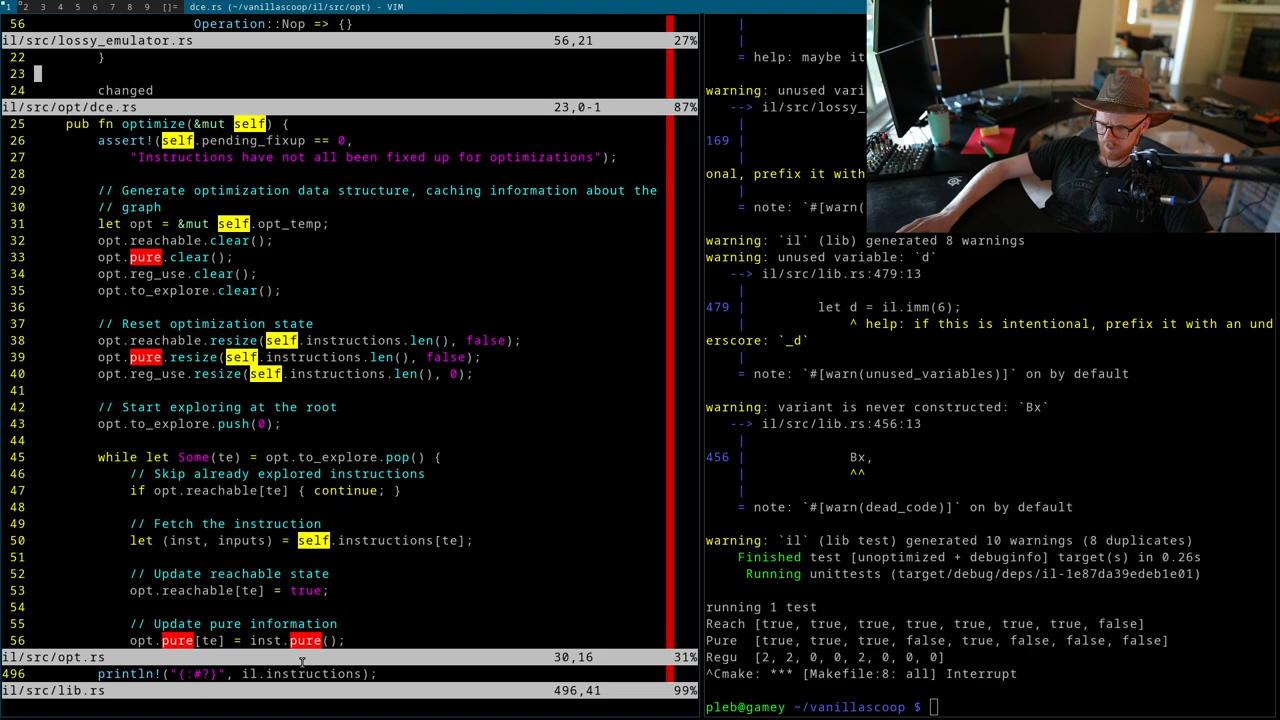 1 2 3 4 5 6 7 8 9 []= dce.rs (~/vanillascoop/il/src/opt) - VIM
56                     Operation::Nop => {}
il/src/lossy_emulator.rs 56,21 27%
22         }
23
24         changed
il/src/opt/dce.rs 23,0-1 87%
25     pub fn optimize(&mut self) {
26         assert!(self.pending_fixup == 0,
27             "Instructions have not all been fixed up for optimizations");
28
29         // Generate optimization data structure, caching information about the
30         // graph
31         let opt = &mut self.opt_temp;
32         opt.reachable.clear();
33         opt.pure.clear();
34         opt.reg_use.clear();
35         opt.to_explore.clear();
36
37         // Reset optimization state
38         opt.reachable.resize(self.instructions.len(), false);
39         opt.pure.resize(self.instructions.len(), false);
40         opt.reg_use.resize(self.instructions.len(), 0);
41
42         // Start exploring at the root
43         opt.to_explore.push(0);
44
45         while let Some(te) = opt.to_explore.pop() {
46             // Skip already explored instructions
47             if opt.reachable[te] { continue; }
48
49             // Fetch the instruction
50             let (inst, inputs) = self.instructions[te];
51
52             // Update reachable state
53             opt.reachable[te] = true;
54
55             // Update pure information
56             opt.pure[te] = inst.pure();
il/src/opt.rs 30,16 31%
496         println!("{:#?}", il.instructions);
il/src/lib.rs 496,41 99%
    |
    |
    = help: maybe it
warning: unused vari
   --> il/src/lossy_
    |
169 |
    |
onal, prefix it with
    |
    = note: `#[warn(
warning: `il` (lib) generated 8 warnings
warning: unused variable: `d`
   --> il/src/lib.rs:479:13
    |
479 |         let d = il.imm(6);
    |             ^ help: if this is intentional, prefix it with an und
erscore: `_d`
    |
    = note: `#[warn(unused_variables)]` on by default
warning: variant is never constructed: `Bx`
   --> il/src/lib.rs:456:13
    |
456 |             Bx,
    |             ^^
    |
    = note: `#[warn(dead_code)]` on by default
warning: `il` (lib test) generated 10 warnings (8 duplicates)
    Finished test [unoptimized + debuginfo] target(s) in 0.26s
     Running unittests (target/debug/deps/il-1e87da39edeb1e01)
running 1 test
Reach [true, true, true, true, true, true, true, false]
Pure  [true, true, true, false, true, false, false, false]
Regu  [2, 2, 0, 0, 2, 0, 0, 0]
^Cmake: *** [Makefile:8: all] Interrupt
pleb@gamey ~/vanillascoop $